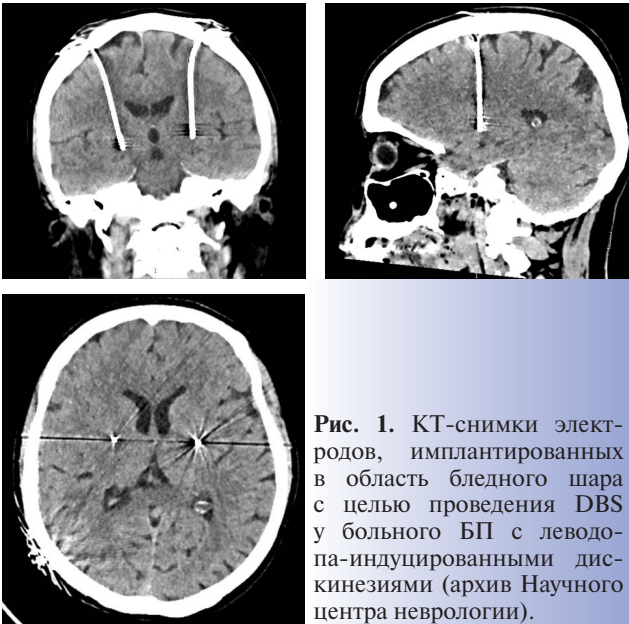 Рис. 1. КТ-снимки элект-
родов, имплантированных
в область бледного шара
с целью проведения DBS
у больного БП с леводо-
па-индуцированными дис-
кинезиями (архив Научного
центра неврологии).